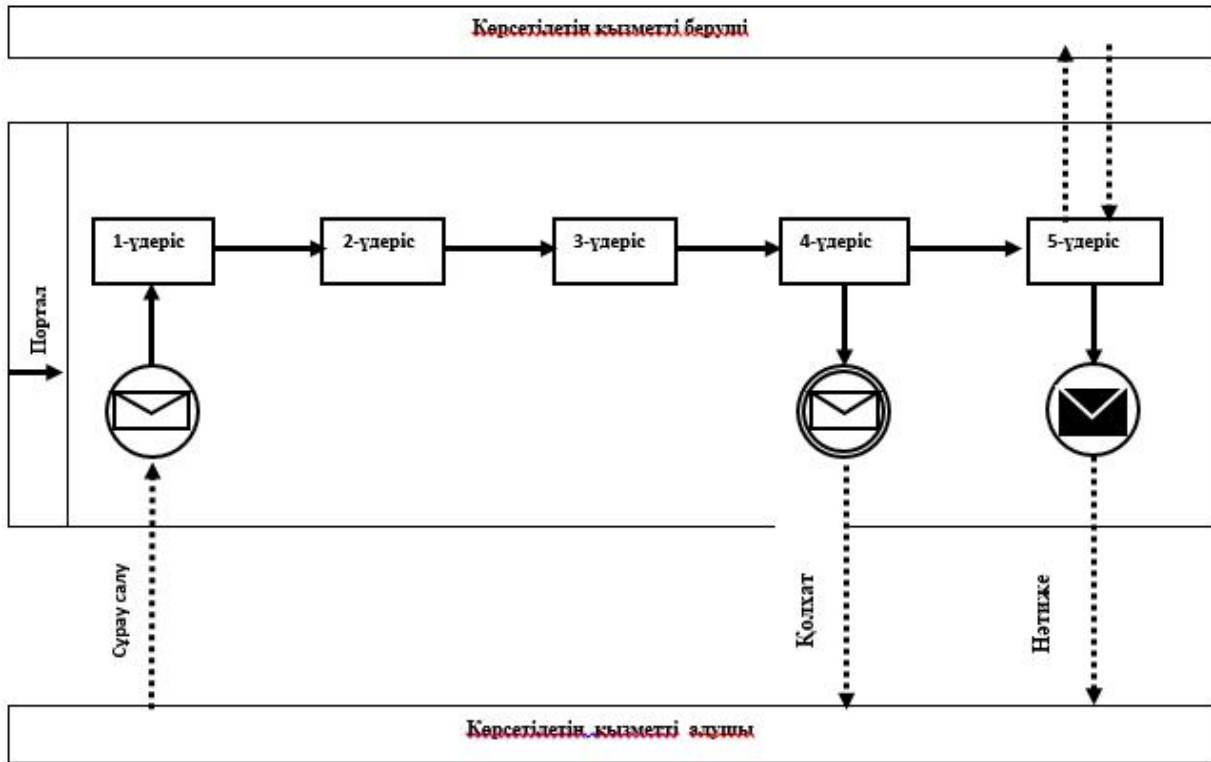 Көрсетілетін қызметті беруші
1-үдеріс
2-үдеріс
3-үдеріс
4-үдеріс
5-үдеріс
Портал
Сұрау салу
Қолхат
Нәтиже
Көрсетілетін қызметті алушы